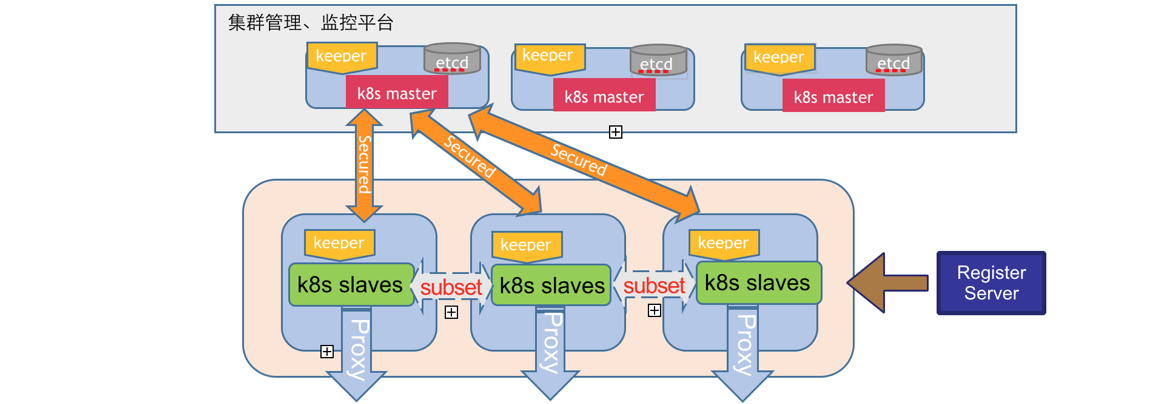 集群管理、监控平台
keeper
etcd
k8s master
keeper
etcd
k8s master
keeper
etcd
k8s master
Secured
Secured
Secured
keeper
k8s slaves
subset
keeper
k8s slaves
subset
keeper
k8s slaves
Proxy
Proxy
Proxy
Register
Server